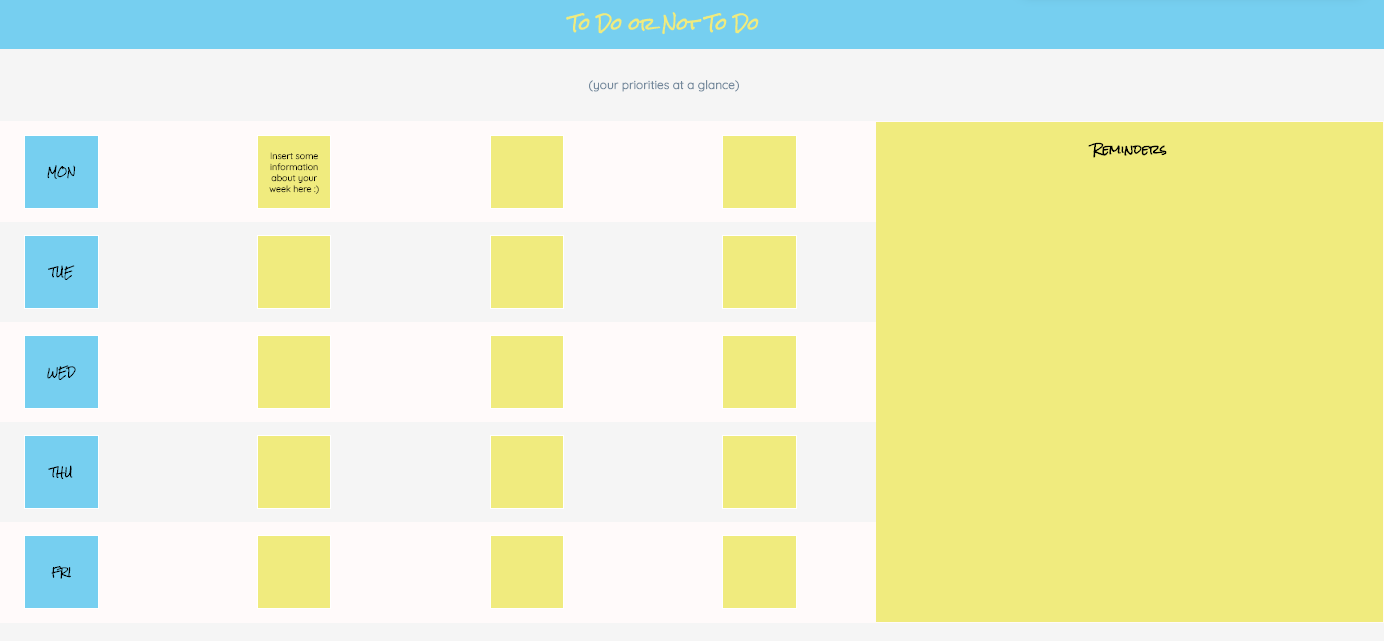 To Do or Not To Do
(your priorities at a glance)
MON
Insert some
information
about your
week here :)
Reminders
TUE
WED
THU
FRI